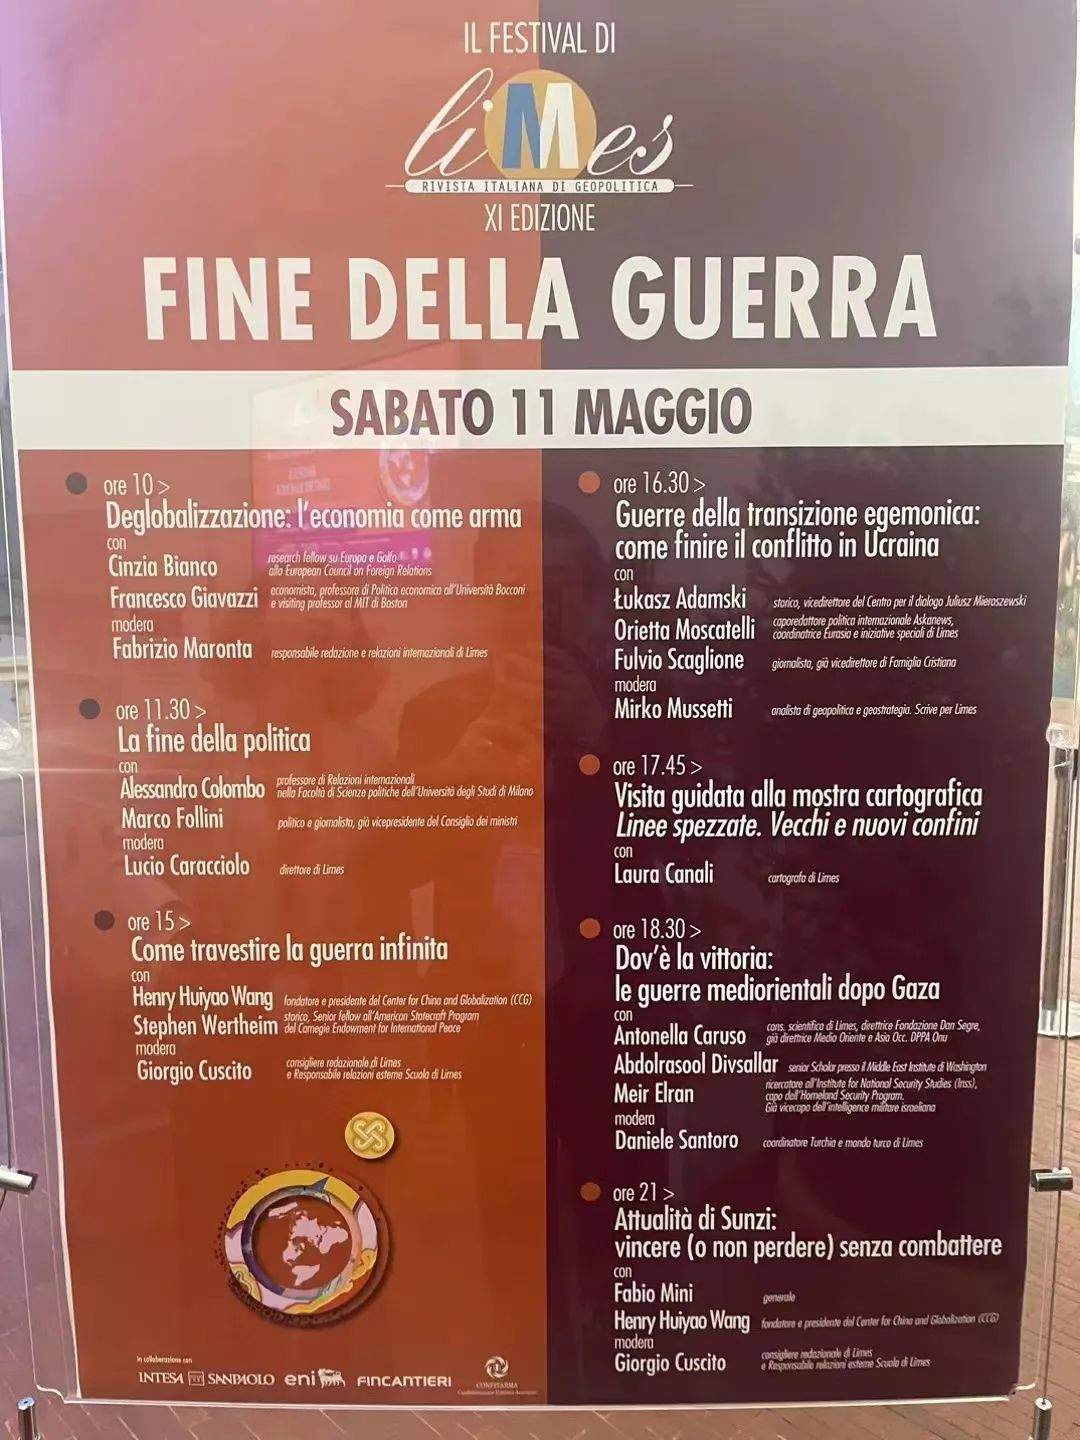 IL FESTIVAL DI
liMes
RIVISTA ITALIANA DI GEOPOLITICA
XI EDIZIONE
FINE DELLA GUERRA
SABATO 11 MAGGIO
ore 10 >
Deglobalizzazione: l'economia come arma
con
Cinzia Bianco
research fellow su Europa e Golfo
allo European Council on Foreign Relations
Francesco Giavazzi
economista, professore di Politica economica all'Università Bocconi
e visiting professor al MIT di Boston
modera
Fabrizio Maronta
responsabile redazione e relazioni internazionali di Limes
ore 11.30 >
La fine della politica
con
Alessandro Colombo
professore di Relazioni internazionali
nella Facoltà di Scienze politiche dell'Università degli Studi di Milano
Marco Follini
politico e giornalista, già vicepresidente del Consiglio dei ministri
modera
Lucio Caracciolo
direttore di Limes
ore 15 >
Come travestire la guerra infinita
con
Henry Huiyao Wang
fondatore e presidente del Center for China and Globalization (CCG)
Stephen Wertheim
storico, Senior fellow all'American Statecraft Program
del Carnegie Endowment for International Peace
modera
Giorgio Cuscito
consigliere redazionale di Limes
e Responsabile relazioni esterne Scuola di Limes
in collaborazione con
INTESA SANPAOLO
eni
FINCANTIERI
CONFITARMA
ore 16.30 >
Guerre della transizione egemonica:
come finire il conflitto in Ucraina
con
Łukasz Adamski
storico, vicedirettore del Centro per il dialogo Juliusz Mieroszewski
Orietta Moscatelli
caporedattore politica internazionale Askanews,
coordinatrice Eurasia e iniziative speciali di Limes
Fulvio Scaglione
giornalista, già vicedirettore di Famiglia Cristiana
modera
Mirko Mussetti
analista di geopolitica e geostrategia. Scrive per Limes
ore 17.45 >
Visita guidata alla mostra cartografica
Linee spezzate. Vecchi e nuovi confini
con
Laura Canali
cartografa di Limes
ore 18.30 >
Dov'è la vittoria:
le guerre mediorientali dopo Gaza
con
Antonella Caruso
cons. scientifica di Limes, direttrice Fondazione Dan Segre,
già direttrice Medio Oriente e Asia Occ. DPPA Onu
Abdolrasool Divsallar
senior Scholar presso il Middle East Institute di Washington
Meir Elran
ricercatore all'Institute for National Security Studies (Inss),
capo dell'Homeland Security Program.
Già vicecapo dell'intelligence militare israeliana
modera
Daniele Santoro
coordinatore Turchia e mondo turco di Limes
ore 21 >
Attualità di Sunzi:
vincere (o non perdere) senza combattere
con
Fabio Mini
generale
Henry Huiyao Wang
fondatore e presidente del Center for China and Globalization (CCG)
modera
Giorgio Cuscito
consigliere redazionale di Limes
e Responsabile relazioni esterne Scuola di Limes